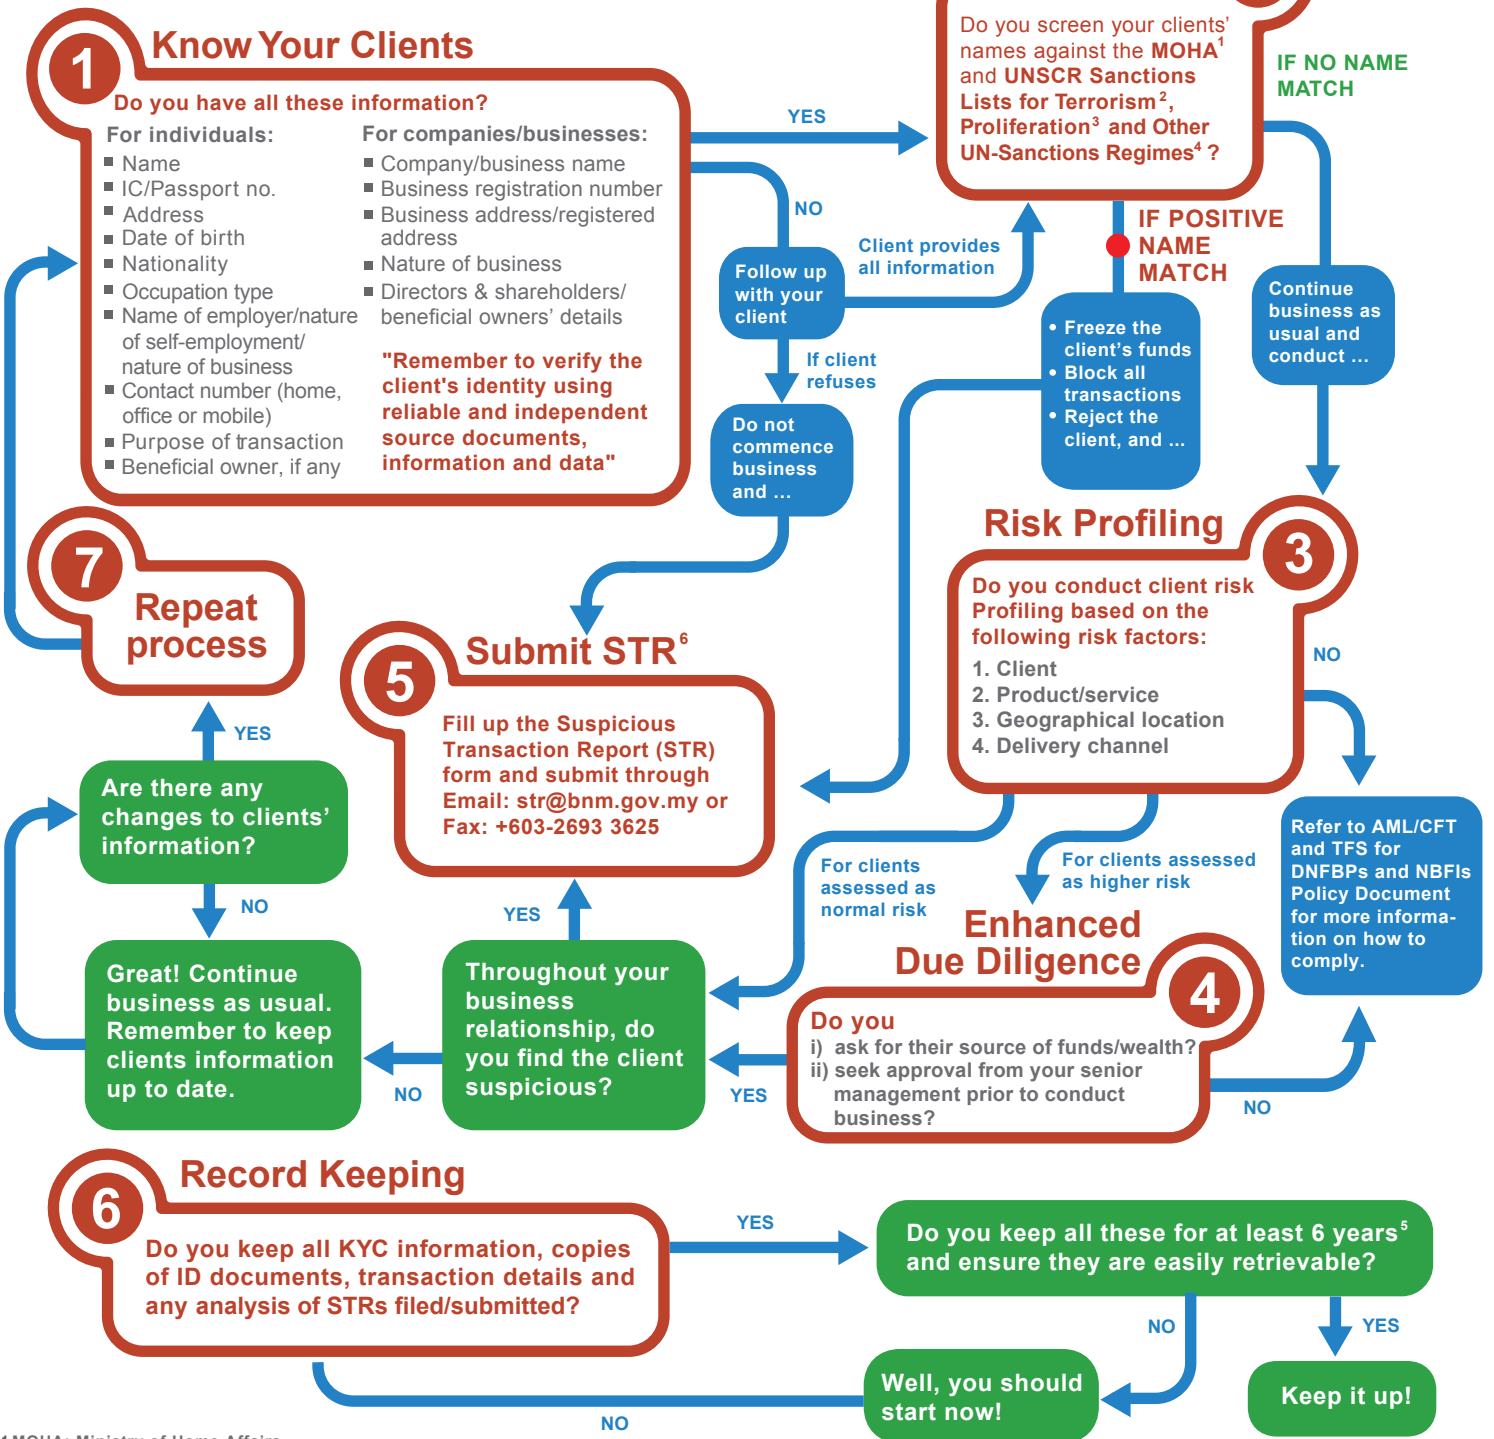 1
Know Your Clients
Do you have all these information?
For individuals:
■ Name
■ IC/Passport no.
■ Address
■ Date of birth
■ Nationality
■ Occupation type
■ Name of employer/nature
of self-employment/
nature of business
■ Contact number (home,
office or mobile)
■ Purpose of transaction
■ Beneficial owner, if any
For companies/businesses:
■ Company/business name
■ Business registration number
■ Business address/registered
address
■ Nature of business
■ Directors & shareholders/
beneficial owners' details
"Remember to verify the
client's identity using
reliable and independent
source documents,
information and data"
YES
NO
Follow up
with your
client
Client provides
all information
If client
refuses
Do not
commence
business
and ...
Do you screen your clients'
names against the MOHA¹
and UNSCR Sanctions
Lists for Terrorism²,
Proliferation³ and Other
UN-Sanctions Regimes⁴ ?
IF NO NAME
MATCH
IF POSITIVE
NAME
MATCH
• Freeze the
client's funds
• Block all
transactions
• Reject the
client, and ...
Continue
business as
usual and
conduct ...
Risk Profiling
3
Do you conduct client risk
Profiling based on the
following risk factors:
1. Client
2. Product/service
3. Geographical location
4. Delivery channel
NO
Refer to AML/CFT
and TFS for
DNFBPs and NBFIs
Policy Document
for more informa-
tion on how to
comply.
For clients
assessed as
normal risk
For clients assessed
as higher risk
Enhanced
Due Diligence
4
Do you
i) ask for their source of funds/wealth?
ii) seek approval from your senior
management prior to conduct
business?
NO
YES
5
Submit STR⁶
Fill up the Suspicious
Transaction Report (STR)
form and submit through
Email: str@bnm.gov.my or
Fax: +603-2693 3625
YES
Throughout your
business
relationship, do
you find the client
suspicious?
NO
Great! Continue
business as usual.
Remember to keep
clients information
up to date.
NO
Are there any
changes to clients'
information?
YES
7
Repeat
process
6
Record Keeping
Do you keep all KYC information, copies
of ID documents, transaction details and
any analysis of STRs filed/submitted?
YES
Do you keep all these for at least 6 years⁵
and ensure they are easily retrievable?
NO
YES
Well, you should
start now!
Keep it up!
NO
1MOHA: Ministry of Home Affairs